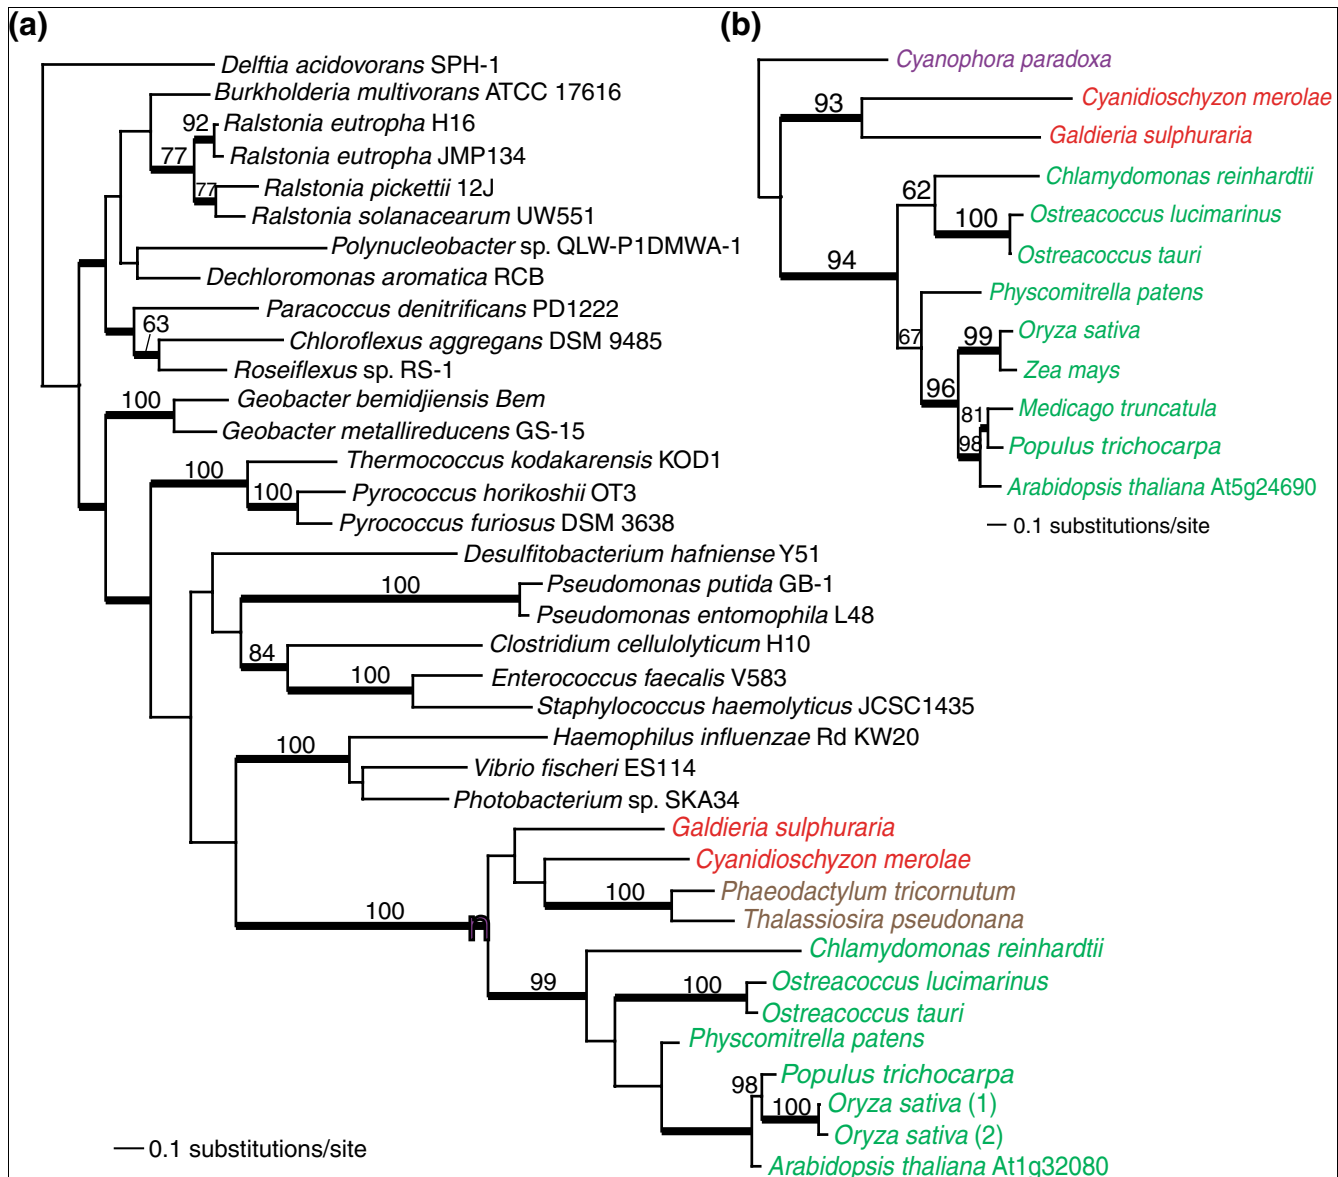 (a)
Delftia acidovorans SPH-1
Burkholderia multivorans ATCC 17616
92
Ralstonia eutropha H16
77
Ralstonia eutropha JMP134
77
Ralstonia pickettii 12J
Ralstonia solanacearum UW551
Polynucleobacter sp. QLW-P1DMWA-1
Dechloromonas aromatica RCB
Paracoccus denitrificans PD1222
63
Chloroflexus aggregans DSM 9485
Roseiflexus sp. RS-1
100
Geobacter bemidjiensis Bem
Geobacter metallireducens GS-15
100
Thermococcus kodakarensis KOD1
100
Pyrococcus horikoshii OT3
Pyrococcus furiosus DSM 3638
Desulfitobacterium hafniense Y51
100
Pseudomonas putida GB-1
Pseudomonas entomophila L48
84
Clostridium cellulolyticum H10
100
Enterococcus faecalis V583
Staphylococcus haemolyticus JCSC1435
100
Haemophilus influenzae Rd KW20
Vibrio fischeri ES114
Photobacterium sp. SKA34
100
n
Galdieria sulphuraria
Cyanidioschyzon merolae
100
Phaeodactylum tricornutum
Thalassiosira pseudonana
99
Chlamydomonas reinhardtii
100
Ostreacoccus lucimarinus
Ostreacoccus tauri
Physcomitrella patens
98
Populus trichocarpa
100
Oryza sativa (1)
Oryza sativa (2)
Arabidopsis thaliana At1g32080
0.1 substitutions/site
(b)
Cyanophora paradoxa
93
Cyanidioschyzon merolae
Galdieria sulphuraria
94
62
Chlamydomonas reinhardtii
100
Ostreacoccus lucimarinus
Ostreacoccus tauri
67
Physcomitrella patens
96
99
Oryza sativa
Zea mays
98
81
Medicago truncatula
Populus trichocarpa
Arabidopsis thaliana At5g24690
0.1 substitutions/site